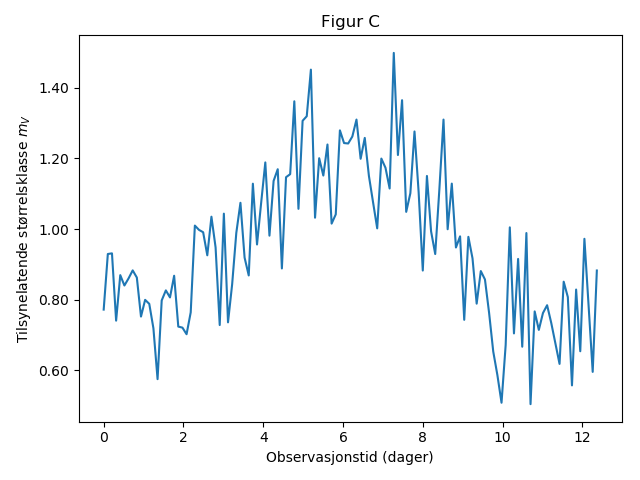 Figur C
Tilsynelatende størrelsklasse $m_V$
1.40
1.20
1.00
0.80
0.60
0 2 4 6 8 10 12
Observasjonstid (dager)